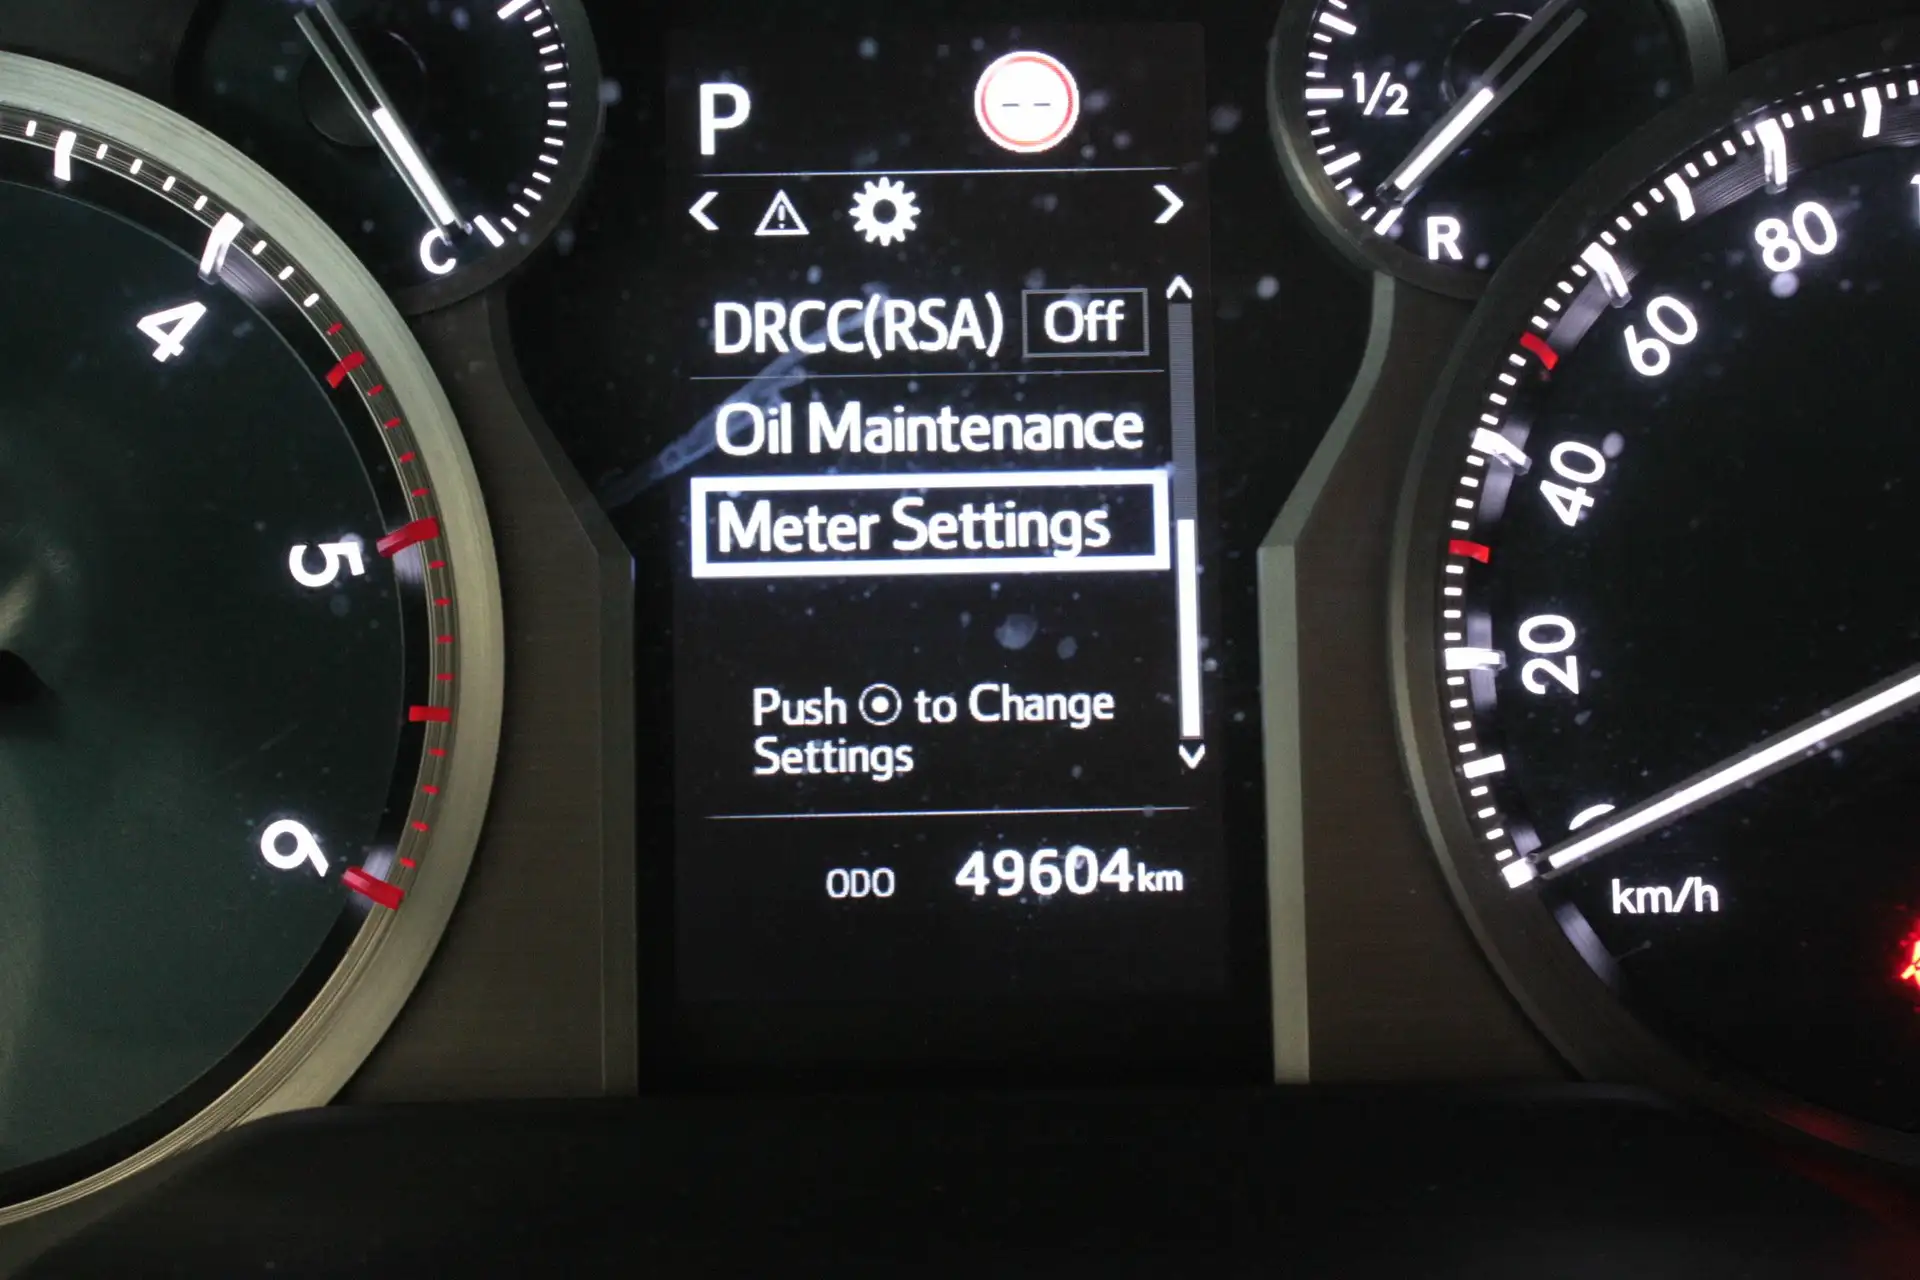 P
--
DRCC(RSA) Off
Oil Maintenance
Meter Settings
Push to Change
Settings
ODO 49604km
4
5
6
C
1/2
R
80
60
40
20
km/h